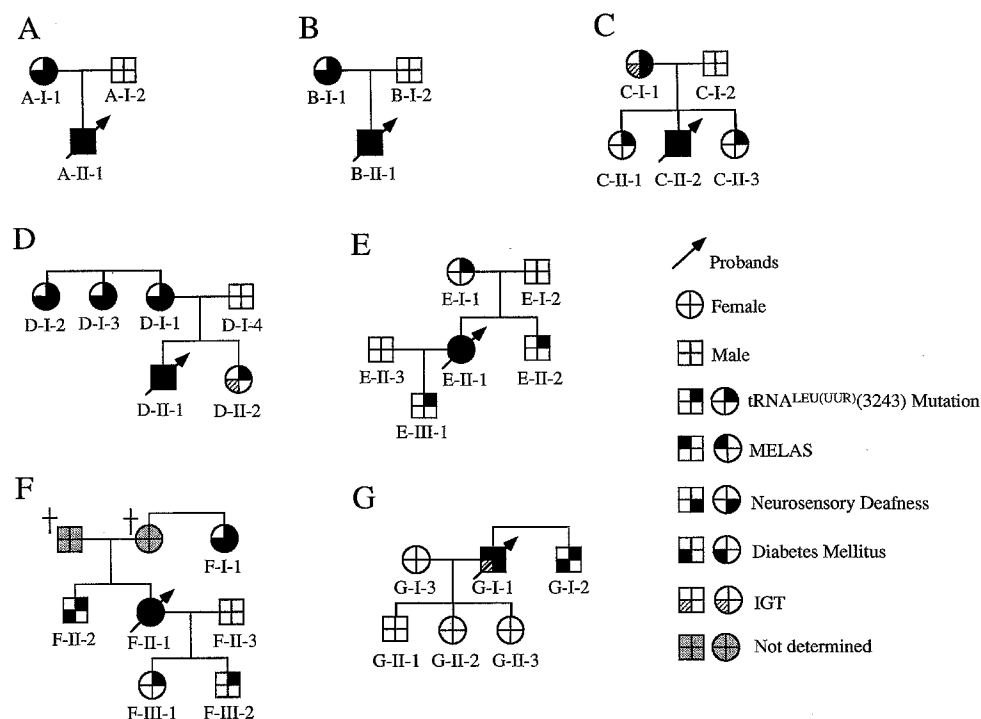 A
A-I-1
A-I-2
A-II-1
B
B-I-1
B-I-2
B-II-1
C
C-I-1
C-I-2
C-II-1
C-II-2
C-II-3
D
D-I-2
D-I-3
D-I-1
D-I-4
D-II-1
D-II-2
E
E-I-1
E-I-2
E-II-3
E-II-1
E-II-2
E-III-1
F
F-I-1
F-II-2
F-II-1
F-II-3
F-III-1
F-III-2
G
G-I-3
G-I-1
G-I-2
G-II-1
G-II-2
G-II-3
Probands
Female
Male
tRNALEU(UUR)(3243) Mutation
MELAS
Neurosensory Deafness
Diabetes Mellitus
IGT
Not determined